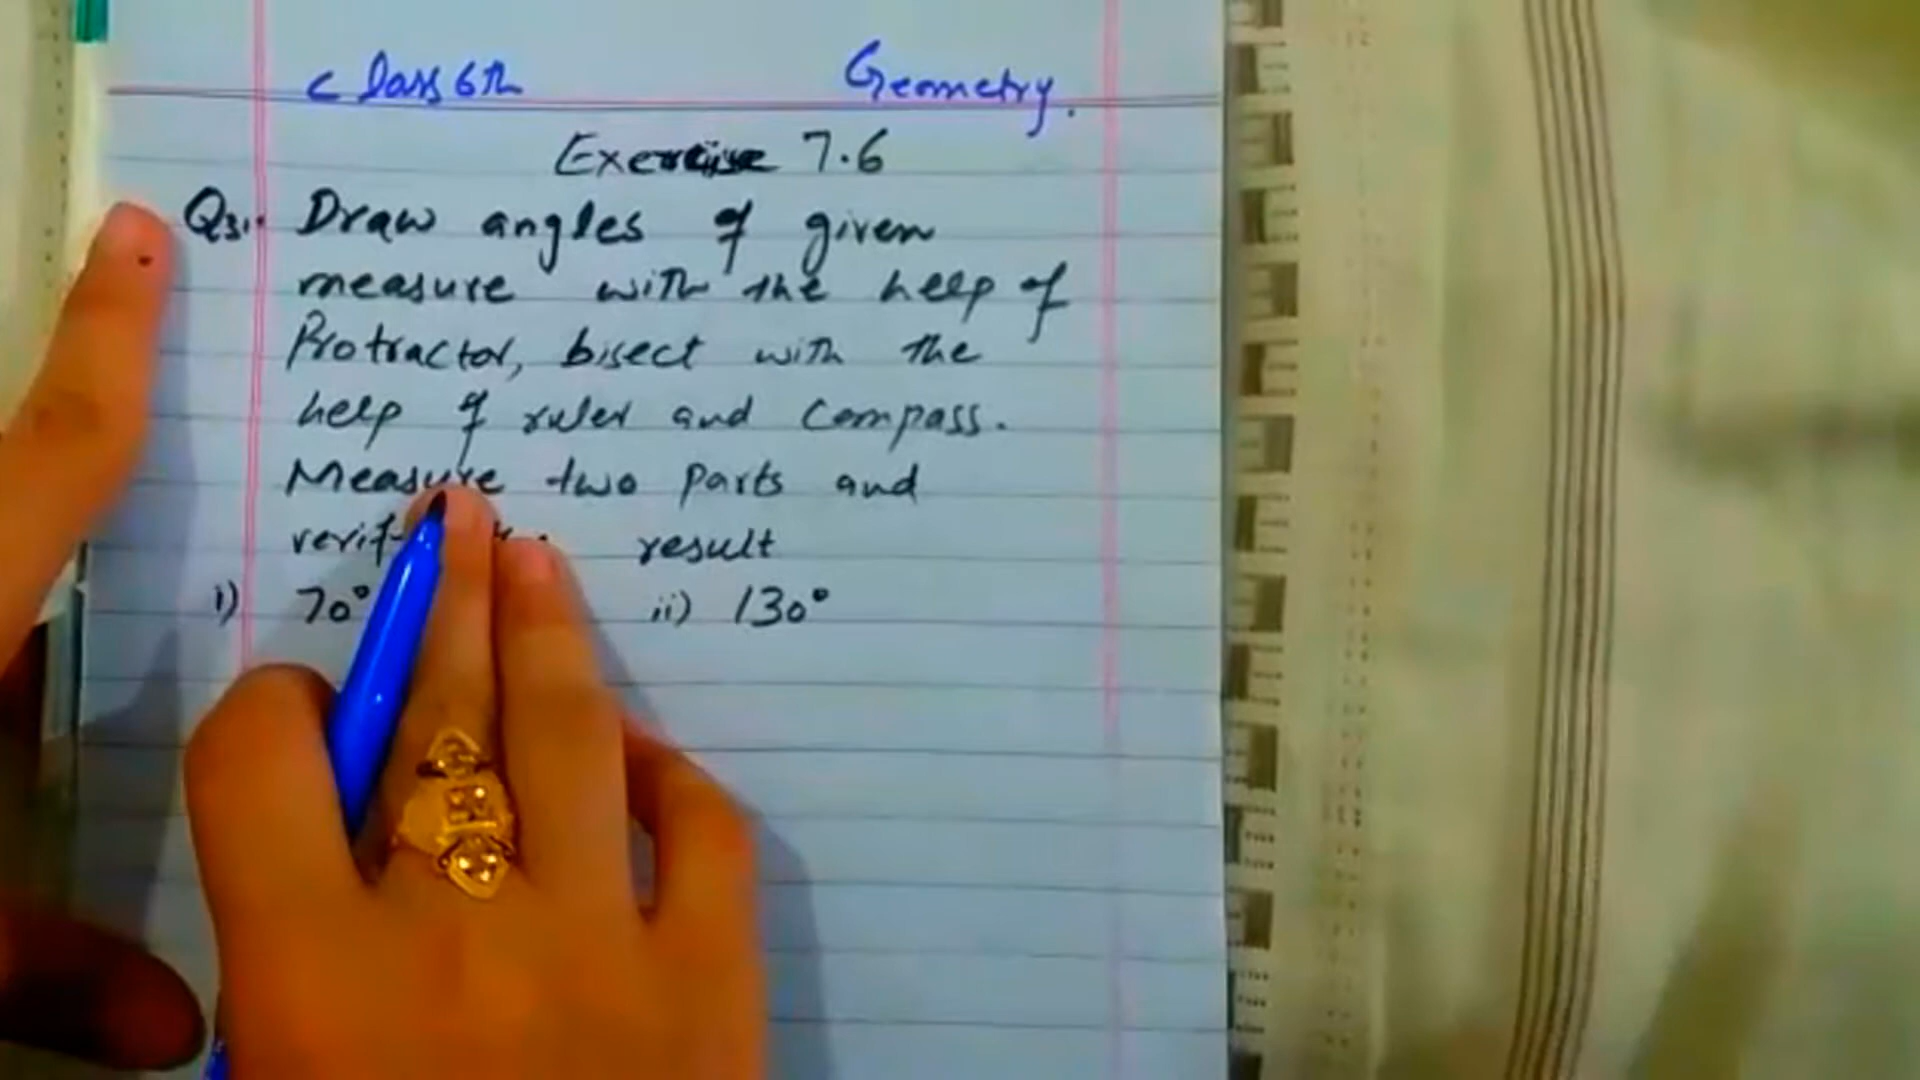 Class 6th Geometry.
Exercise 7.6
Q3. Draw angles of given
measure with the help of
Protractor, bisect with the
help of ruler and Compass.
Measure two parts and
result
i) 70° ii) 130°